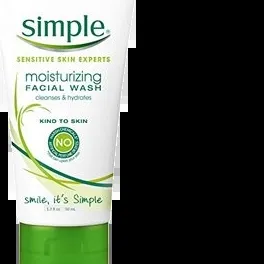 simple®
SENSITIVE SKIN EXPERTS
moisturizing
FACIAL WASH
cleanses & hydrates
KIND TO SKIN
NO
smile, it's Simple